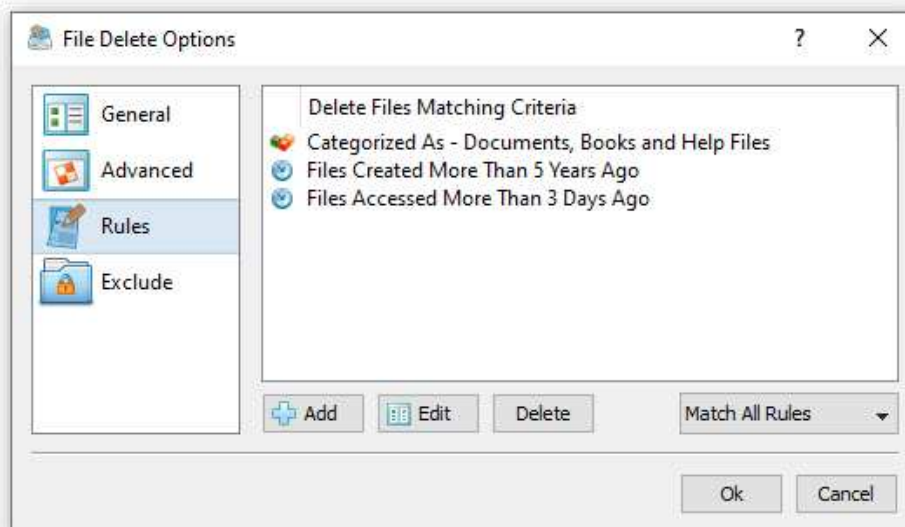 File Delete Options
?
General
Advanced
Rules
Exclude
Delete Files Matching Criteria
Categorized As - Documents, Books and Help Files
Files Created More Than 5 Years Ago
Files Accessed More Than 3 Days Ago
Add
Edit
Delete
Match All Rules
Ok
Cancel